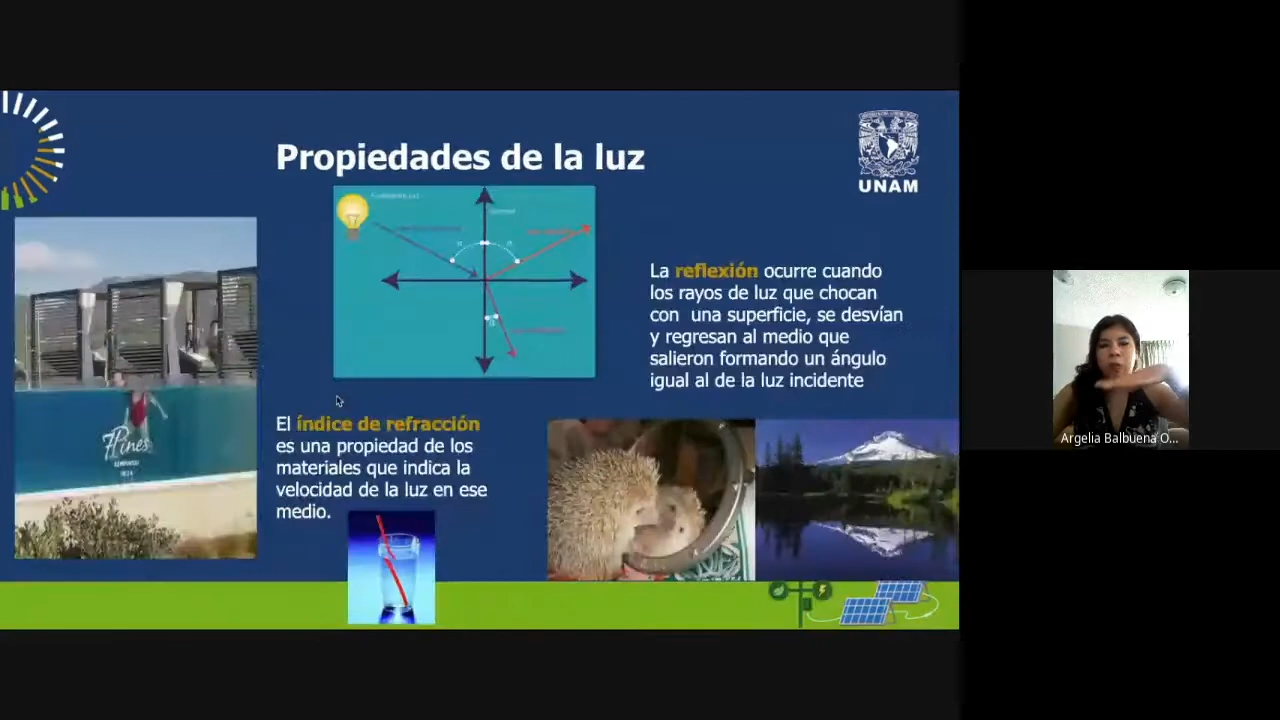 Propiedades de la luz
UNAM
La reflexión ocurre cuando
los rayos de luz que chocan
con una superficie, se desvían
y regresan al medio que
salieron formando un ángulo
igual al de la luz incidente
El índice de refracción
es una propiedad de los
materiales que indica la
velocidad de la luz en ese
medio.
7Pines
Argelia Balbuena O...